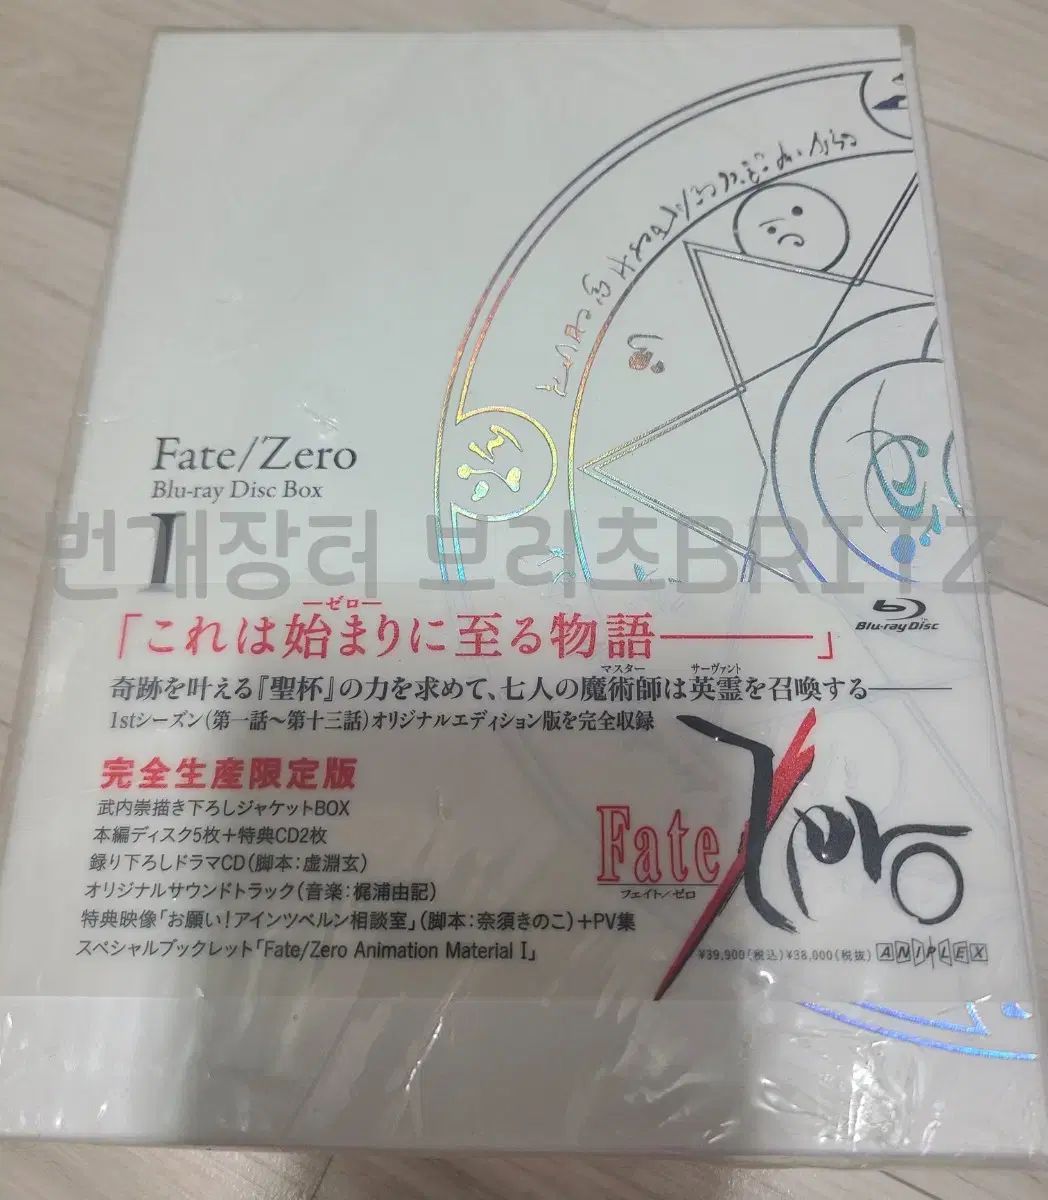 Fate/Zero
Blu-ray Disc Box
I
번개장터 브리츠BRITZ
Blu-ray Disc
ーゼロー
「これは始まりに至る物語―――」
マスター サーヴァント
奇跡を叶える『聖杯』の力を求めて、七人の魔術師は英霊を召喚する――
1stシーズン(第一話～第十三話)オリジナルエディション版を完全収録
完全生産限定版
武内崇描き下ろしジャケットBOX
本編ディスク5枚＋特典CD2枚
録り下ろしドラマCD(脚本:虚淵玄)
オリジナルサウンドトラック(音楽:梶浦由記)
特典映像「お願い!アインツベルン相談室」(脚本:奈須きのこ)＋PV集
スペシャルブックレット「Fate/Zero Animation Material I」
Fate/Zero
フェイト/ゼロ
¥39,900(税込)¥38,000(税抜) ANIPLEX